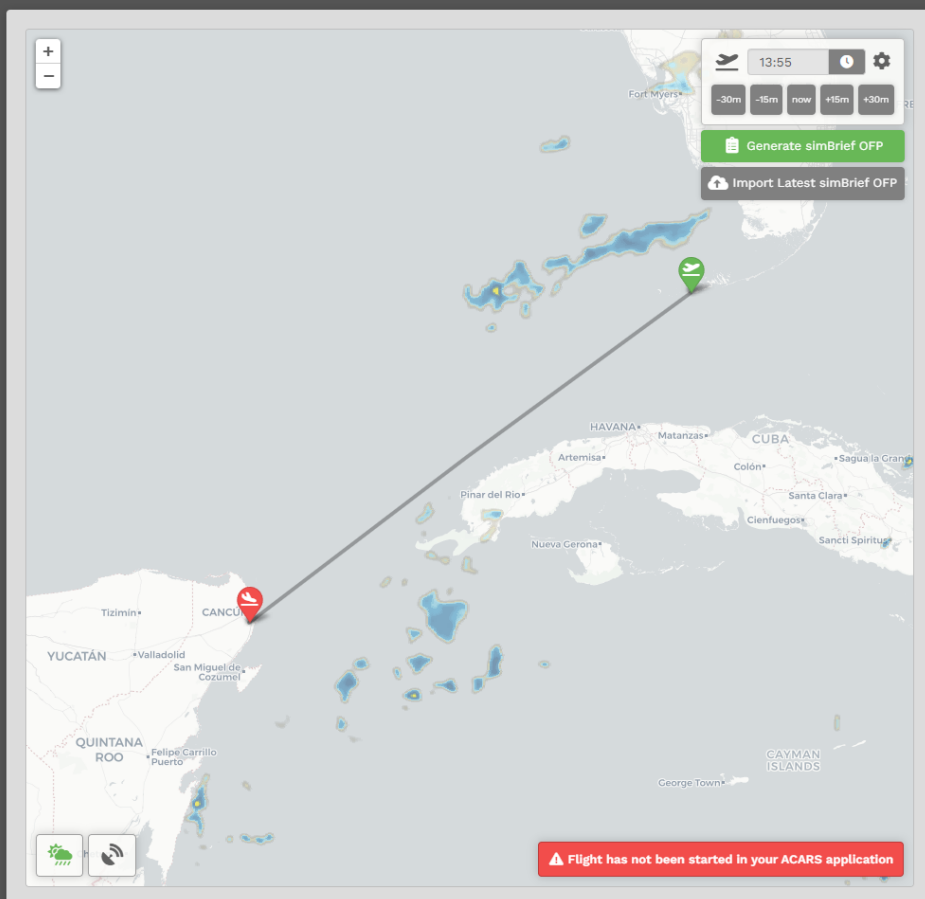 +
−
13:55
-30m
-15m
now
+15m
+30m
Generate simBrief OFP
Import Latest simBrief OFP
Fort Myers
HAVANA
Matanzas
CUBA
Artemisa
Colón
Sagua la Gran
Pinar del Rio
Santa Clara
Cienfuegos
Nueva Gerona
Sancti Spiritus
Tizimín
CANCÚ
YUCATÁN
Valladolid
San Miguel de
Cozumel
QUINTANA
ROO
Felipe Carrillo
Puerto
CAYMAN
ISLANDS
George Town
Flight has not been started in your ACARS application